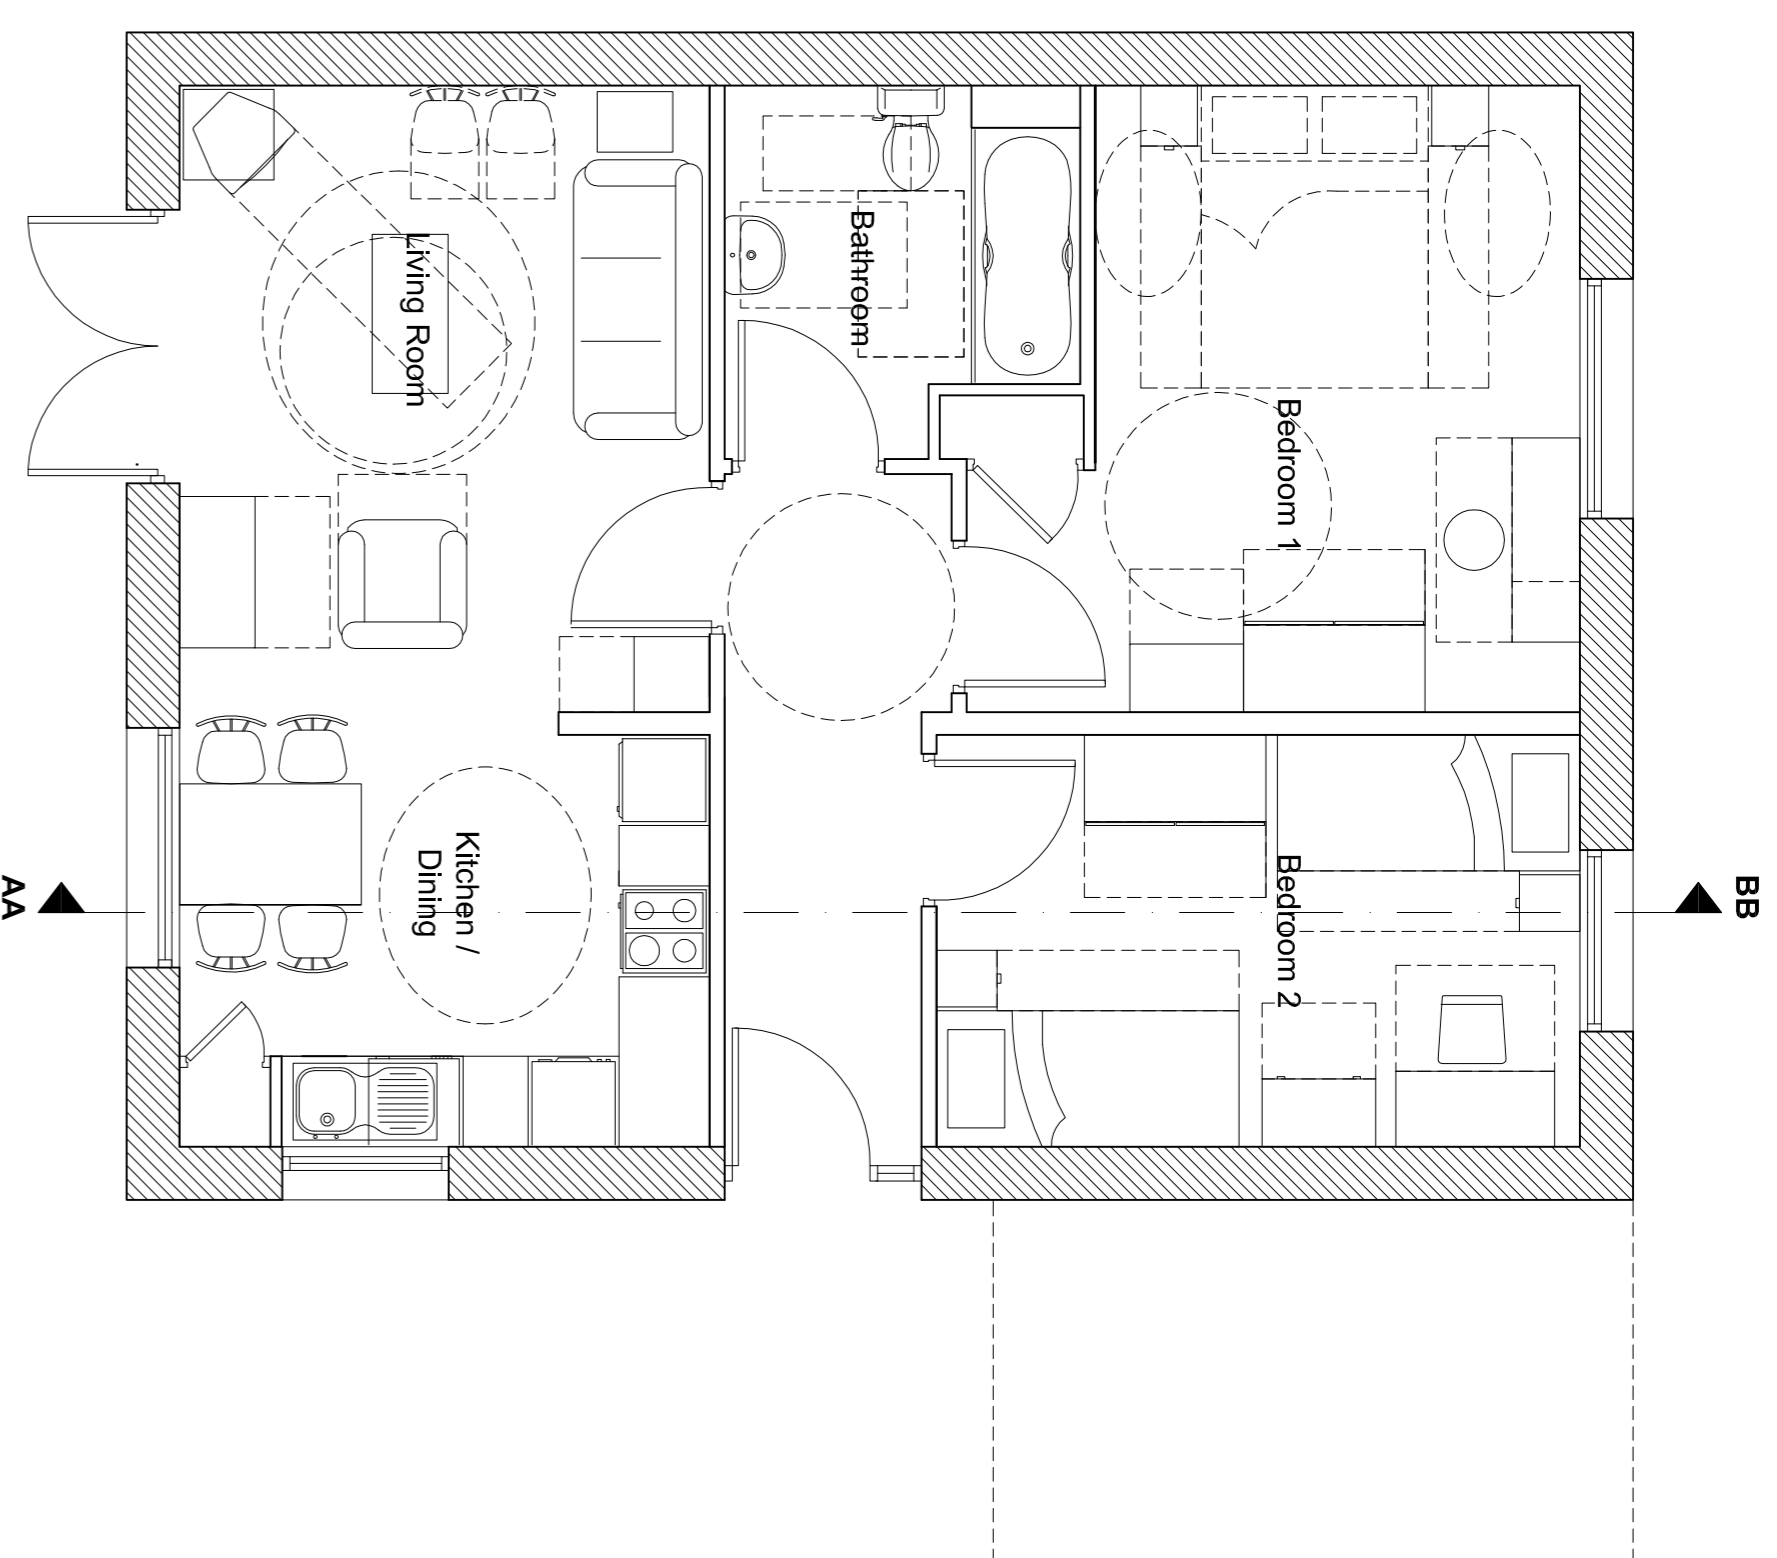 Living Room
Bathroom
Bedroom 1
Kitchen /
Dining
Bedroom 2
AA
BB